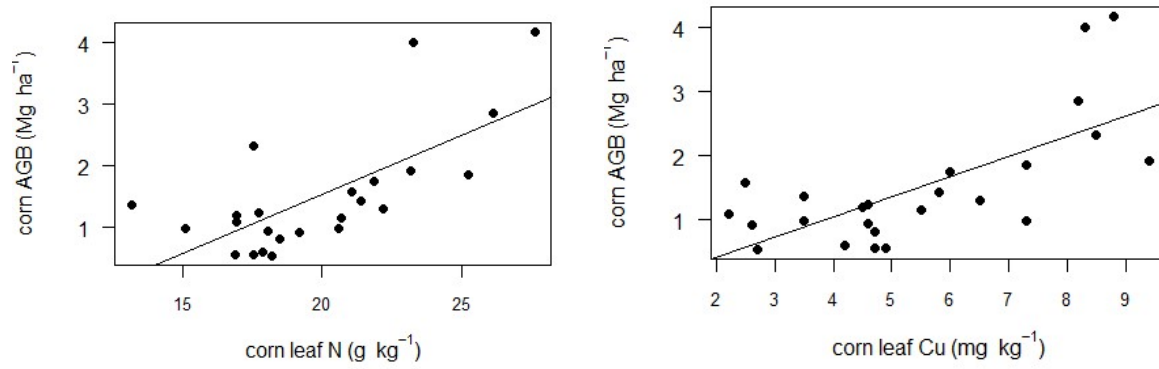 corn AGB (Mg ha⁻¹)
4
3
2
1
15 20 25
corn leaf N (g kg⁻¹)
corn AGB (Mg ha⁻¹)
4
3
2
1
2 3 4 5 6 7 8 9
corn leaf Cu (mg kg⁻¹)